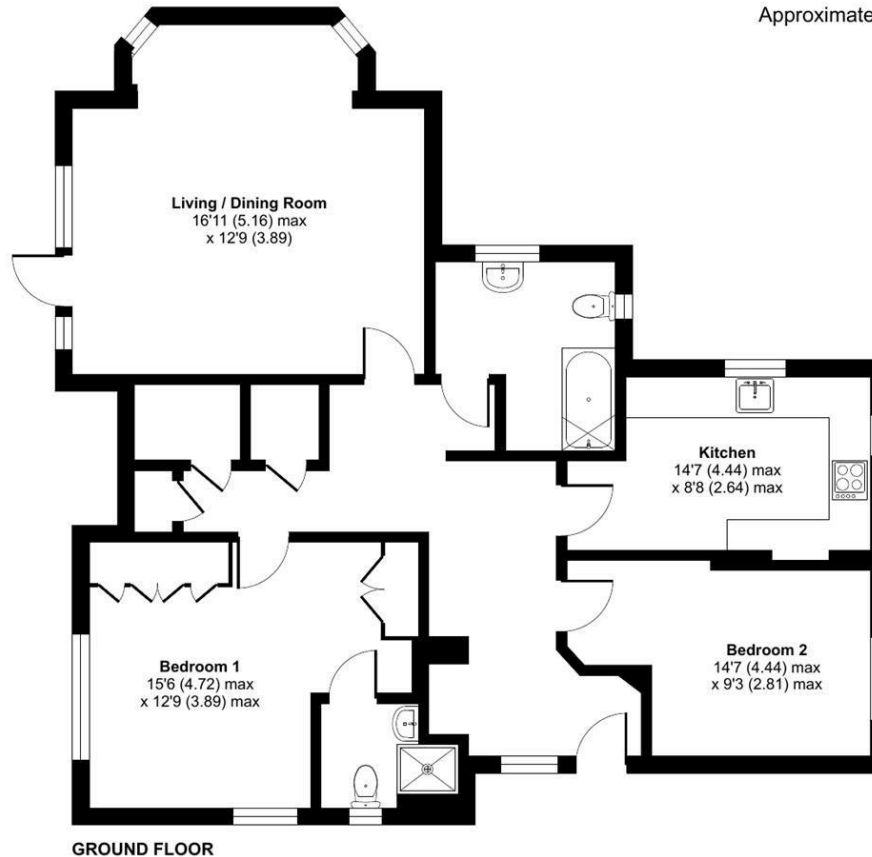 Approximate
Living / Dining Room
16'11 (5.16) max
x 12'9 (3.89)
Kitchen
14'7 (4.44) max
x 8'8 (2.64) max
Bedroom 1
15'6 (4.72) max
x 12'9 (3.89) max
Bedroom 2
14'7 (4.44) max
x 9'3 (2.81) max
GROUND FLOOR